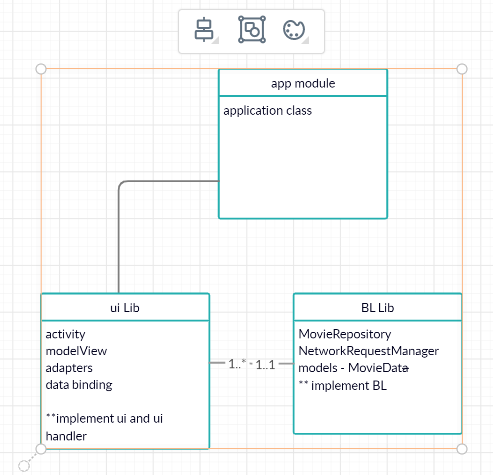 app module
application class
ui Lib
activity
modelView
adapters
data binding
**implement ui and ui
handler
1..* - 1..1
BL Lib
MovieRepository
NetworkRequestManager
models - MovieData
** implement BL